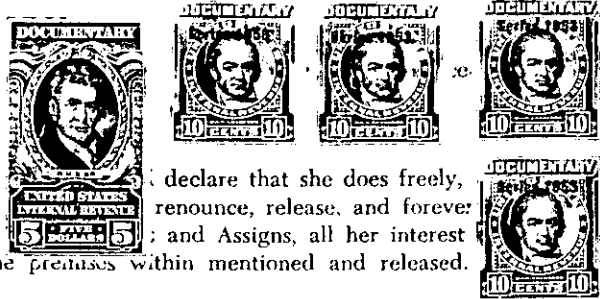 DOCUMENTARY DOCUMENTARY DOCUMENTARY
DOCUMENTARY Series 1953 Series 1953
10 CENTS 10 10 CENTS 10 10 CENTS 10
DOCUMENTARY
declare that she does freely, Series 1953
UNITED STATES
INTERNAL REVENUE renounce, release, and forever
5 FIVE DOLLARS 5 and Assigns, all her interest
premises within mentioned and released.
10 CENTS 10